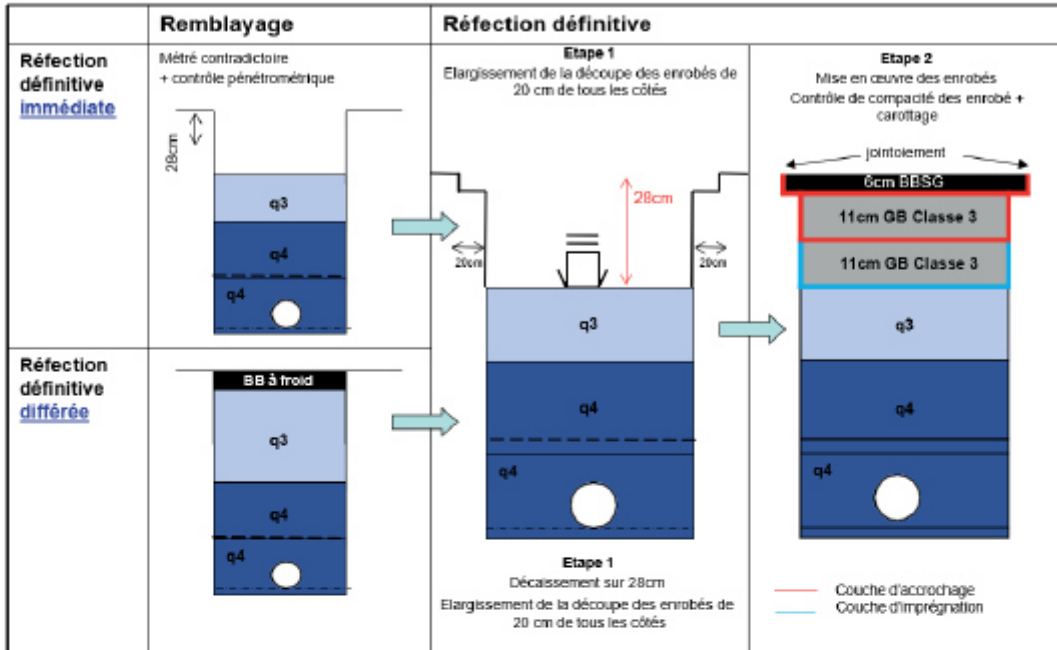 Remblayage
Réfection définitive
Réfection
définitive
immédiate
Métré contradictoire
+ contrôle pénétrométrique
28cm
q3
q4
q4
Etape 1
Elargissement de la découpe des enrobés de
20 cm de tous les côtés
28cm
20cm
20cm
q3
q4
q4
Etape 1
Décaissement sur 28cm
Elargissement de la découpe des enrobés de
20 cm de tous les côtés
Etape 2
Mise en œuvre des enrobés
Contrôle de compacité des enrobé +
carottage
jointoiement
6cm BBSG
11cm GB Classe 3
11cm GB Classe 3
q3
q4
q4
Couche d'accrochage
Couche d'imprégnation
Réfection
définitive
différée
BB à froid
q3
q4
q4